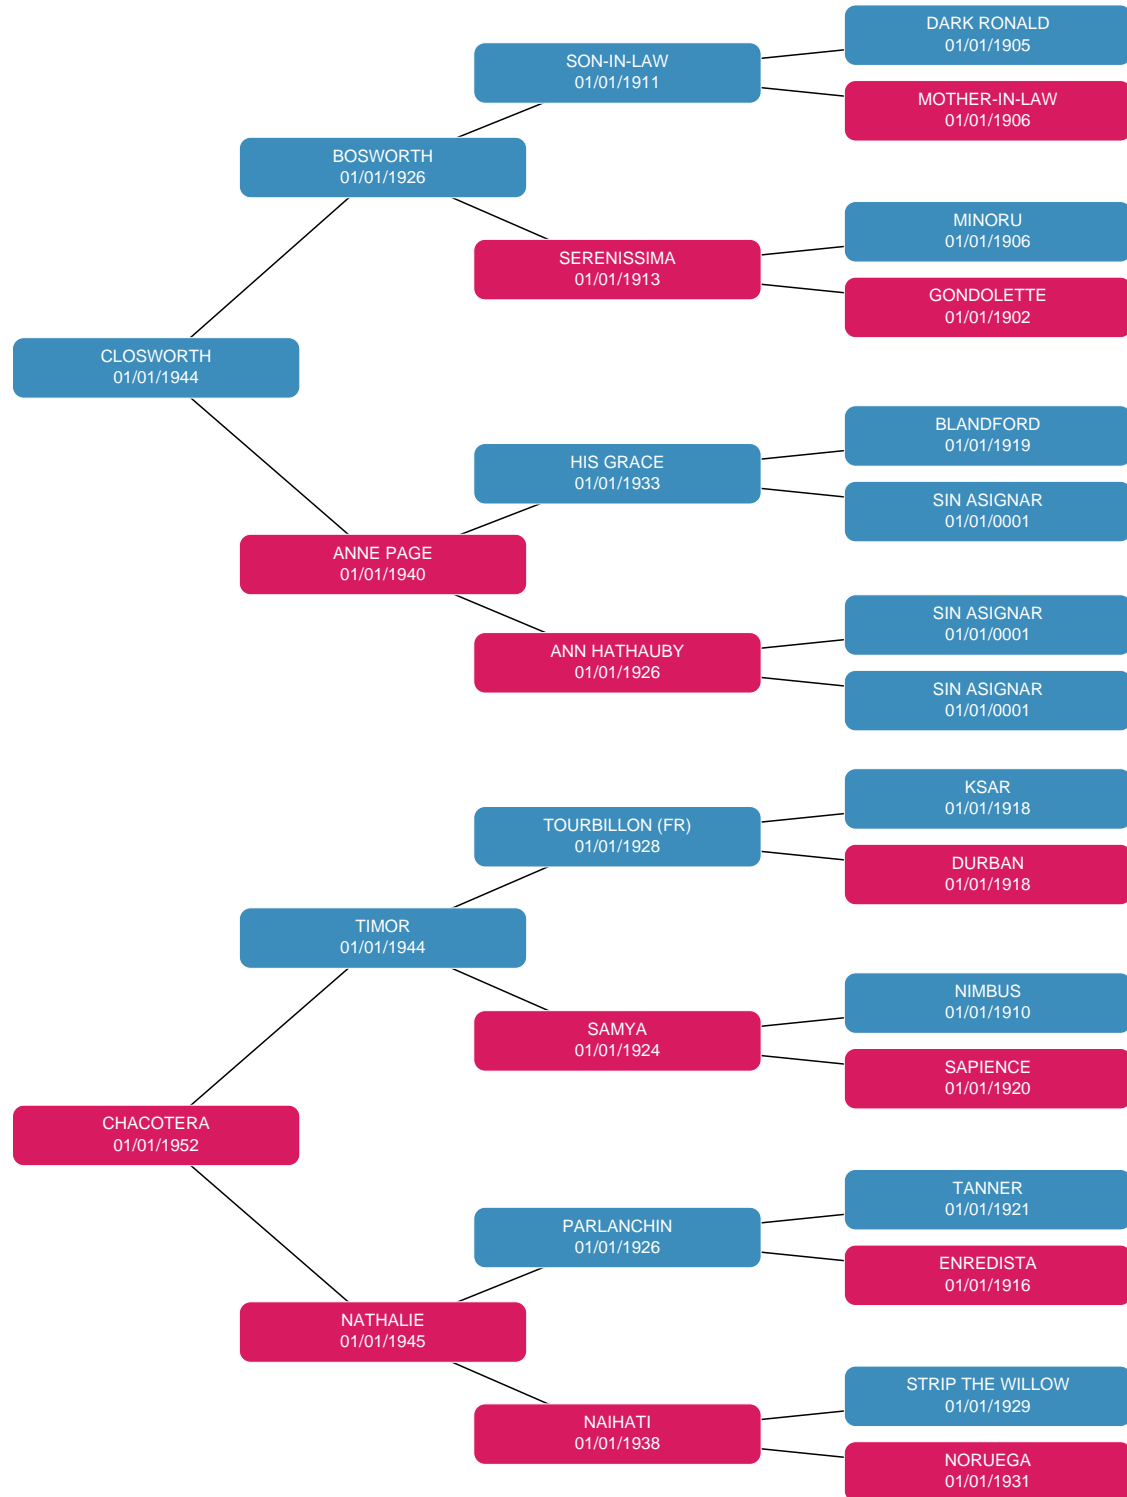 DARK RONALD
01/01/1905
SON-IN-LAW
01/01/1911
MOTHER-IN-LAW
01/01/1906
BOSWORTH
01/01/1926
MINORU
01/01/1906
SERENISSIMA
01/01/1913
GONDOLETTE
01/01/1902
CLOSWORTH
01/01/1944
BLANDFORD
01/01/1919
HIS GRACE
01/01/1933
SIN ASIGNAR
01/01/0001
ANNE PAGE
01/01/1940
SIN ASIGNAR
01/01/0001
ANN HATHAUBY
01/01/1926
SIN ASIGNAR
01/01/0001
KSAR
01/01/1918
TOURBILLON (FR)
01/01/1928
DURBAN
01/01/1918
TIMOR
01/01/1944
NIMBUS
01/01/1910
SAMYA
01/01/1924
SAPIENCE
01/01/1920
CHACOTERA
01/01/1952
TANNER
01/01/1921
PARLANCHIN
01/01/1926
ENREDISTA
01/01/1916
NATHALIE
01/01/1945
STRIP THE WILLOW
01/01/1929
NAIHATI
01/01/1938
NORUEGA
01/01/1931